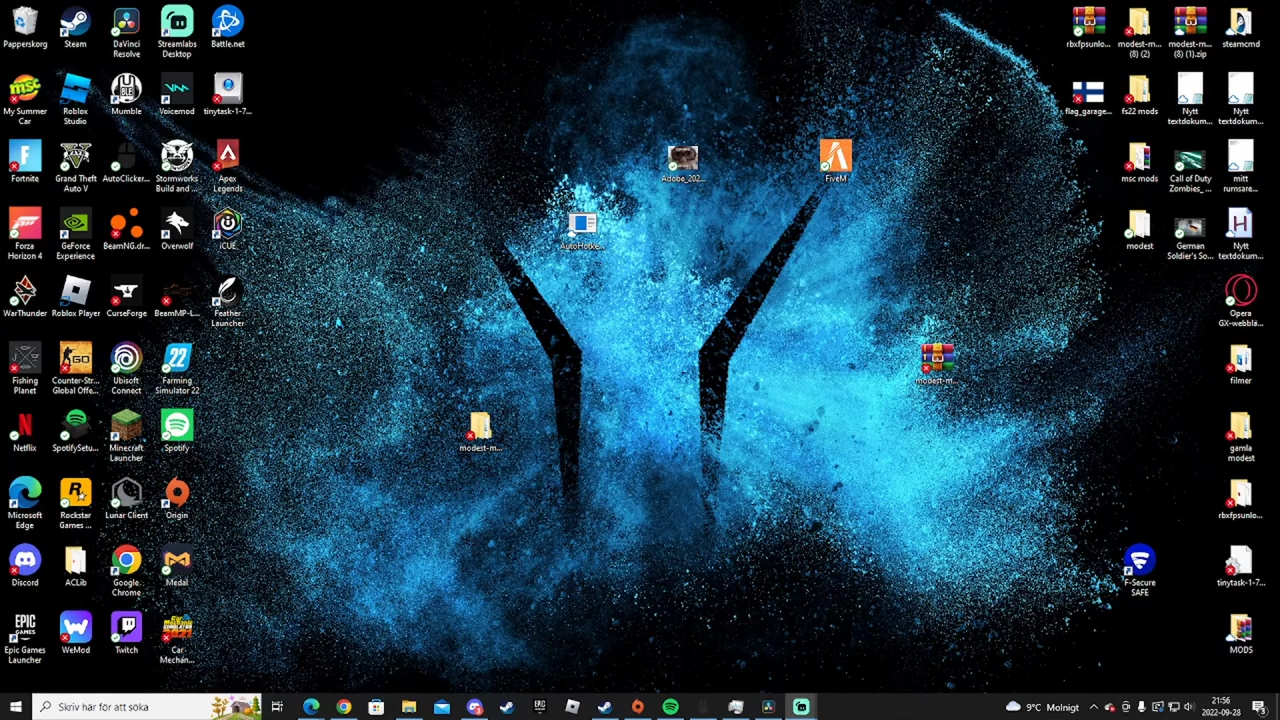 Papperskorg
Steam
DaVinci
Resolve
Streamlabs
Desktop
Battle.net
rbxfpsunlo...
modest-m...
(8) (2)
modest-m...
(8) (1).zip
steamcmd
MSC
My Summer
Car
Roblox
Studio
Mumble
Voicemod
tinytask-1-7...
flag_garage...
fs22 mods
Nytt
textdokum...
Nytt
textdokum...
Fortnite
Grand Theft
Auto V
AutoClicker...
Stormworks
Build and ...
Apex
Legends
Adobe_202...
FiveM
msc mods
Call of Duty
Zombies_ ...
mitt
rumsare...
Forza
Horizon 4
GeForce
Experience
BeamNG.dr...
Overwolf
iCUE
AutoHotke...
modest
German
Soldier's So...
Nytt
textdokum...
WarThunder
Roblox Player
CurseForge
BeamMP-L...
Feather
Launcher
Opera
GX-webblä...
Fishing
Planet
Counter-Str...
Global Offe...
Ubisoft
Connect
22
Farming
Simulator 22
modest-m...
filmer
Netflix
SpotifySetu...
Minecraft
Launcher
Spotify
modest-m...
gamla
modest
Microsoft
Edge
Rockstar
Games ...
Lunar Client
Origin
rbxfpsunlo...
Discord
ACLib
Google
Chrome
Medal
F-Secure
SAFE
tinytask-1-7...
EPIC
GAMES
Epic Games
Launcher
WeMod
Twitch
Car
Mechan...
MODS
Skriv här för att söka
9°C Molnigt
21:56
2022-09-28
3